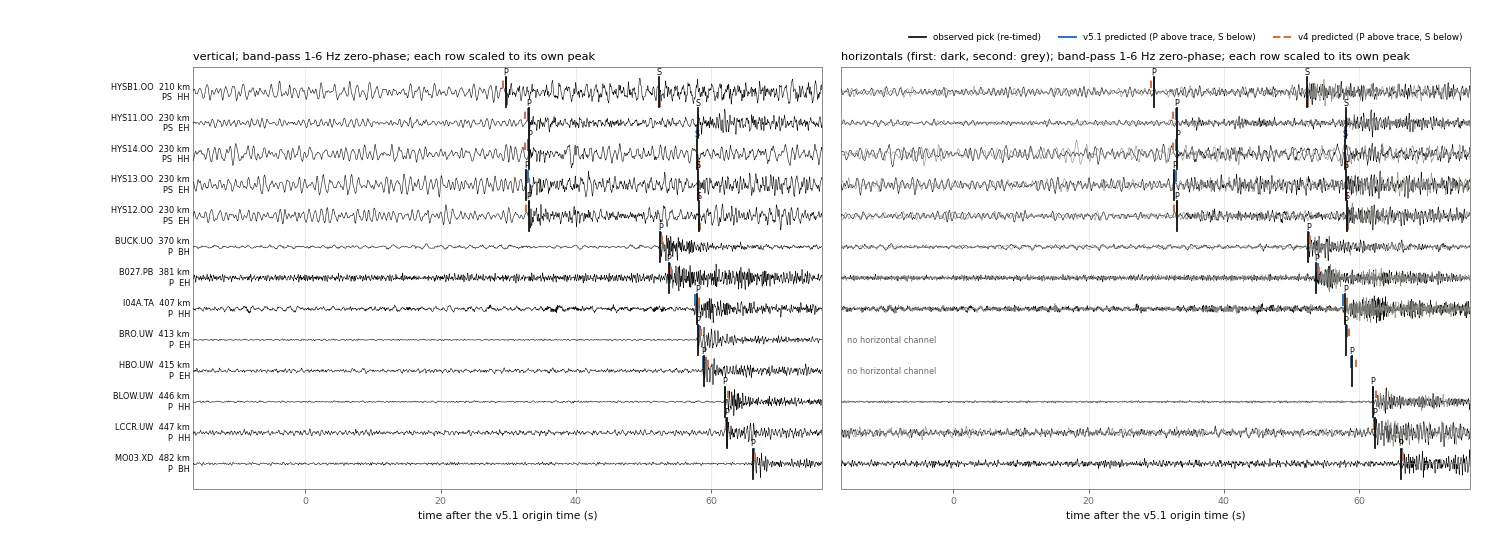 observed pick (re-timed) v5.1 predicted (P above trace, S below) v4 predicted (P above trace, S below)
vertical; band-pass 1-6 Hz zero-phase; each row scaled to its own peak
horizontals (first: dark, second: grey); band-pass 1-6 Hz zero-phase; each row scaled to its own peak
HYSB1.OO 210 km
PS HH
HYS11.OO 230 km
PS EH
HYS14.OO 230 km
PS HH
HYS13.OO 230 km
PS EH
HYS12.OO 230 km
PS EH
BUCK.UO 370 km
P BH
B027.PB 381 km
P EH
I04A.TA 407 km
P HH
BRO.UW 413 km
P EH
HBO.UW 415 km
P EH
BLOW.UW 446 km
P HH
LCCR.UW 447 km
P HH
MO03.XD 482 km
P BH
P S
P S
P
P
P
P
P
P
P
P S
P S
P
P
P
P
P
P
P
no horizontal channel
no horizontal channel
0 20 40 60
0 20 40 60
time after the v5.1 origin time (s)
time after the v5.1 origin time (s)